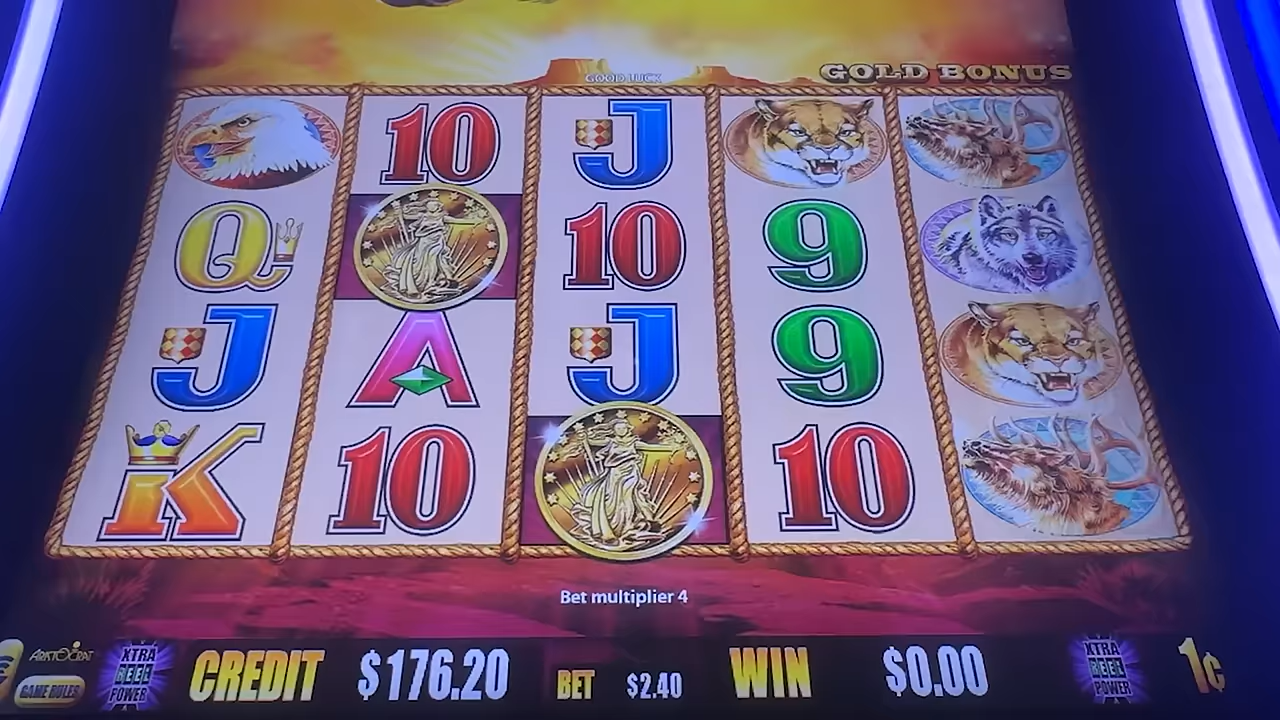 GOOD LUCK
GOLD BONUS
10 J
Q 10 9
J A J 9
K 10 10
Bet multiplier 4
ARISTOCRAT
GAME RULES
XTRA
REEL
POWER
CREDIT $176.20 BET $2.40 WIN $0.00
XTRA
REEL
POWER
1¢